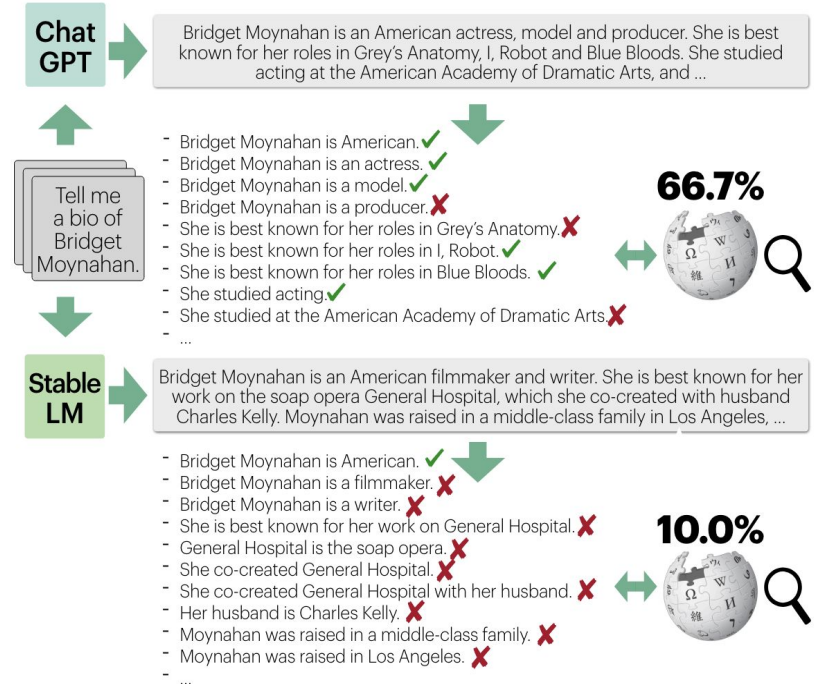 Chat
GPT
Bridget Moynahan is an American actress, model and producer. She is best
known for her roles in Grey's Anatomy, I, Robot and Blue Bloods. She studied
acting at the American Academy of Dramatic Arts, and ...
Tell me
a bio of
Bridget
Moynahan.
- Bridget Moynahan is American. ✓
- Bridget Moynahan is an actress. ✓
- Bridget Moynahan is a model. ✓
- Bridget Moynahan is a producer. ✗
- She is best known for her roles in Grey's Anatomy. ✗
- She is best known for her roles in I, Robot. ✓
- She is best known for her roles in Blue Bloods. ✓
- She studied acting. ✓
- She studied at the American Academy of Dramatic Arts. ✗
- ...
66.7%
Ω W
維 И
Stable
LM
Bridget Moynahan is an American filmmaker and writer. She is best known for her
work on the soap opera General Hospital, which she co-created with husband
Charles Kelly. Moynahan was raised in a middle-class family in Los Angeles, ...
- Bridget Moynahan is American. ✓
- Bridget Moynahan is a filmmaker. ✗
- Bridget Moynahan is a writer. ✗
- She is best known for her work on General Hospital. ✗
- General Hospital is the soap opera. ✗
- She co-created General Hospital. ✗
- She co-created General Hospital with her husband. ✗
- Her husband is Charles Kelly. ✗
- Moynahan was raised in a middle-class family. ✗
- Moynahan was raised in Los Angeles. ✗
- ...
10.0%
Ω W
維 И